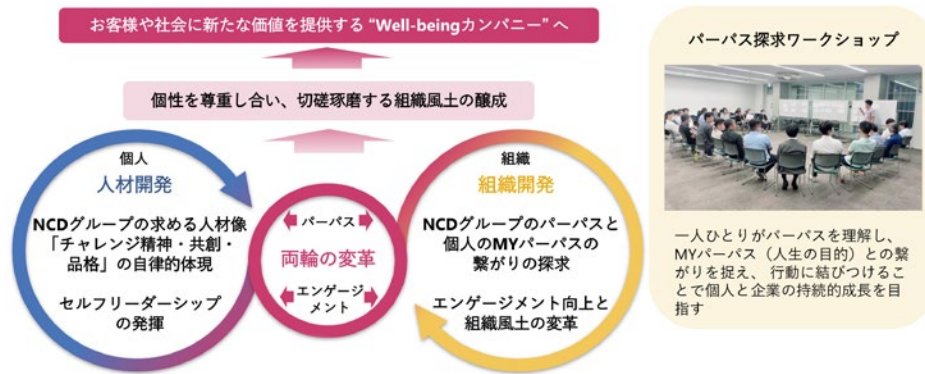 お客様や社会に新たな価値を提供する “Well-beingカンパニー” へ
個性を尊重し合い、切磋琢磨する組織風土の醸成
個人
人材開発
NCDグループの求める人材像
「チャレンジ精神・共創・
品格」の自律的体現
セルフリーダーシップ
の発揮
パーパス
両輪の変革
エンゲージ
メント
組織
組織開発
NCDグループのパーパスと
個人のMYパーパスの
繋がりの探求
エンゲージメント向上と
組織風土の変革
パーパス探求ワークショップ
一人ひとりがパーパスを理解し、
MYパーパス（人生の目的）との繋
がりを捉え、 行動に結びつけるこ
とで個人と企業の持続的成長を目
指す